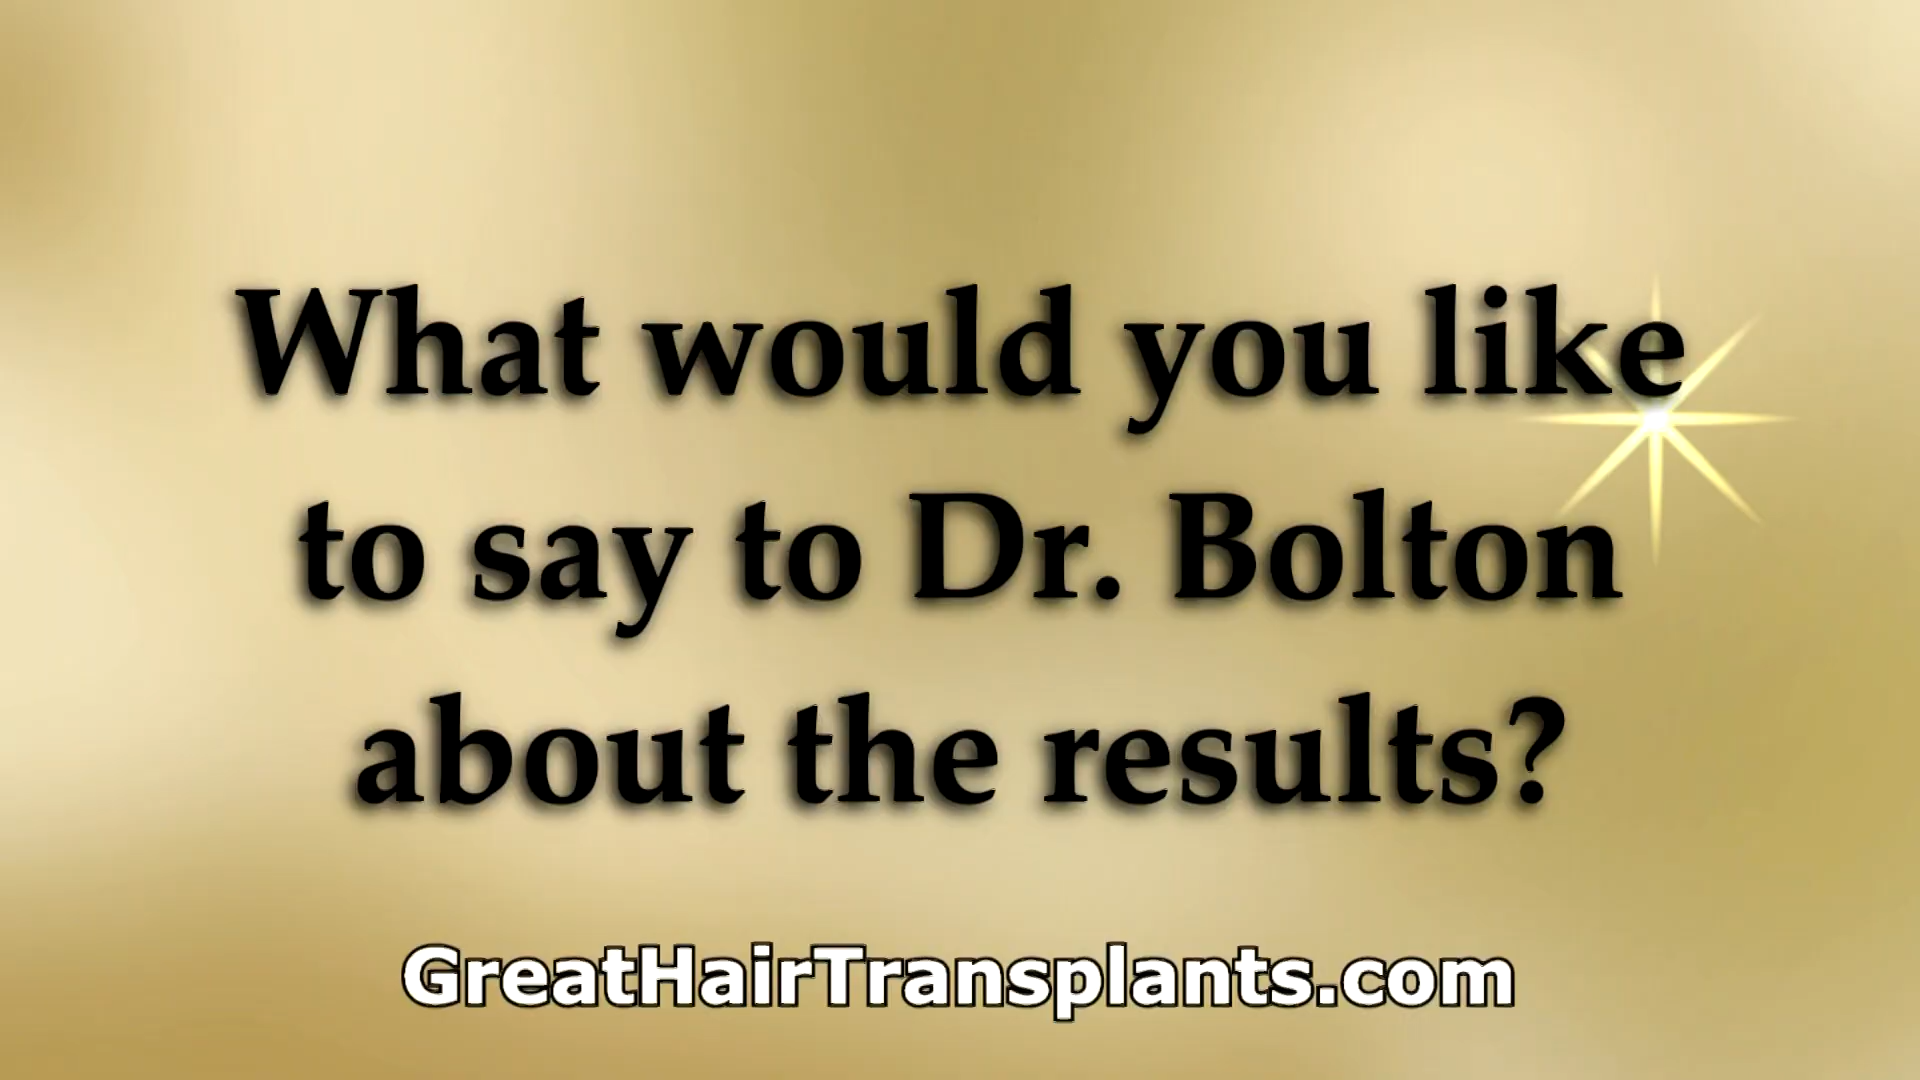 What would you like
to say to Dr. Bolton
about the results?
GreatHairTransplants.com